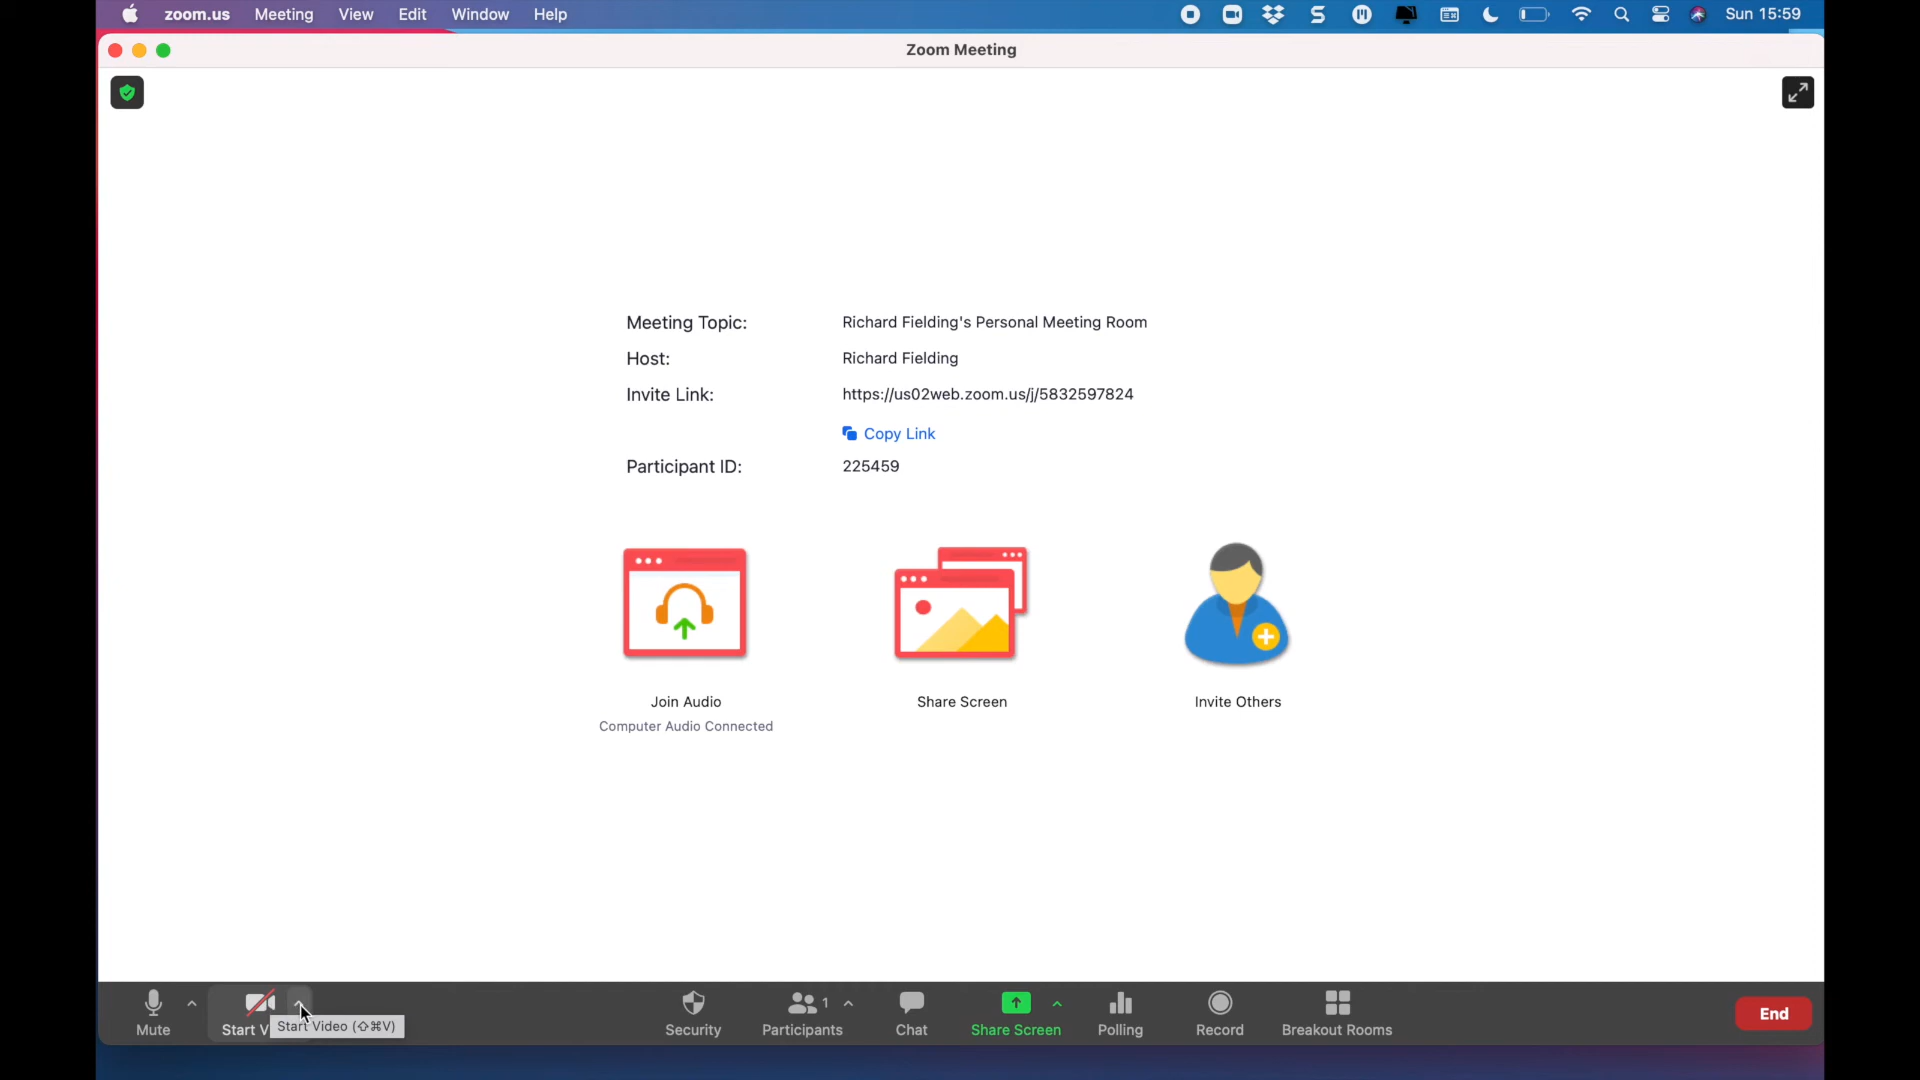 zoom.us Meeting View Edit Window Help Sun 15:59
Zoom Meeting
Meeting Topic: Richard Fielding's Personal Meeting Room
Host: Richard Fielding
Invite Link: https://us02web.zoom.us/j/5832597824
Copy Link
Participant ID: 225459
Join Audio Share Screen Invite Others
Computer Audio Connected
1
Mute Start V Security Participants Chat Share Screen Polling Record Breakout Rooms End
Start Video (⇧⌘V)